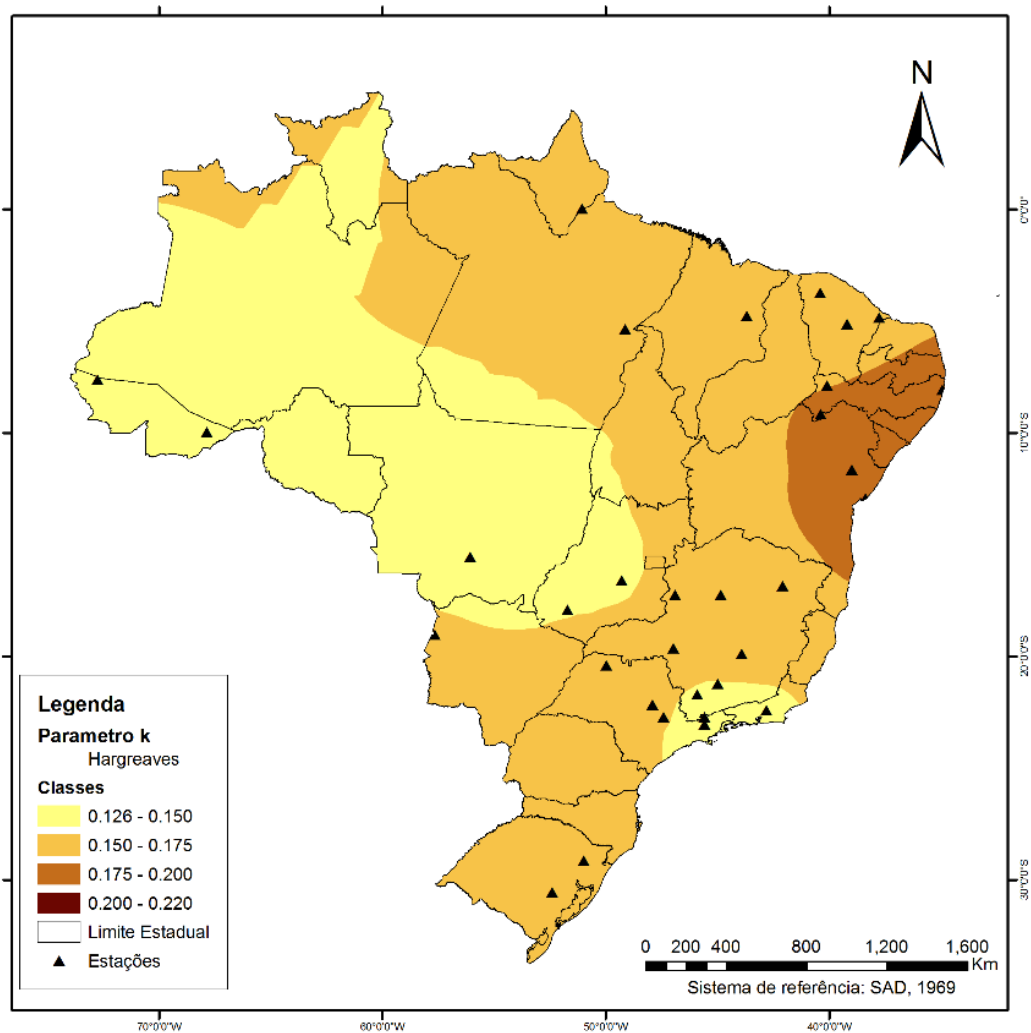 N
0°0'0"
10°0'0"S
20°0'0"S
30°0'0"S
Legenda
Parametro k
Hargreaves
Classes
0.126 - 0.150
0.150 - 0.175
0.175 - 0.200
0.200 - 0.220
Limite Estadual
Estações
0 200 400 800 1,200 1,600
Km
Sistema de referência: SAD, 1969
70°0'0"W 60°0'0"W 50°0'0"W 40°0'0"W